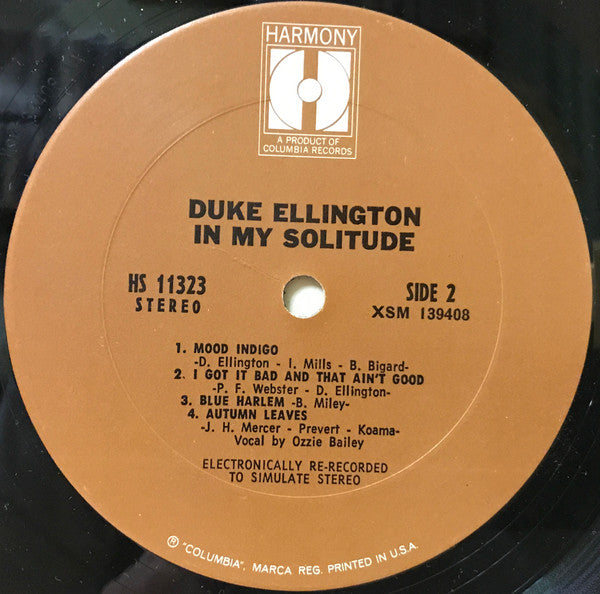 HARMONY
A PRODUCT OF
COLUMBIA RECORDS
DUKE ELLINGTON
IN MY SOLITUDE
HS 11323
STEREO
SIDE 2
XSM 139408
1. MOOD INDIGO
-D. Ellington - I. Mills - B. Bigard-
2. I GOT IT BAD AND THAT AIN'T GOOD
-P. F. Webster - D. Ellington-
3. BLUE HARLEM -B. Miley-
4. AUTUMN LEAVES
-J. H. Mercer - Prevert - Koama-
Vocal by Ozzie Bailey
ELECTRONICALLY RE-RECORDED
TO SIMULATE STEREO
® "COLUMBIA", MARCA REG. PRINTED IN U.S.A.